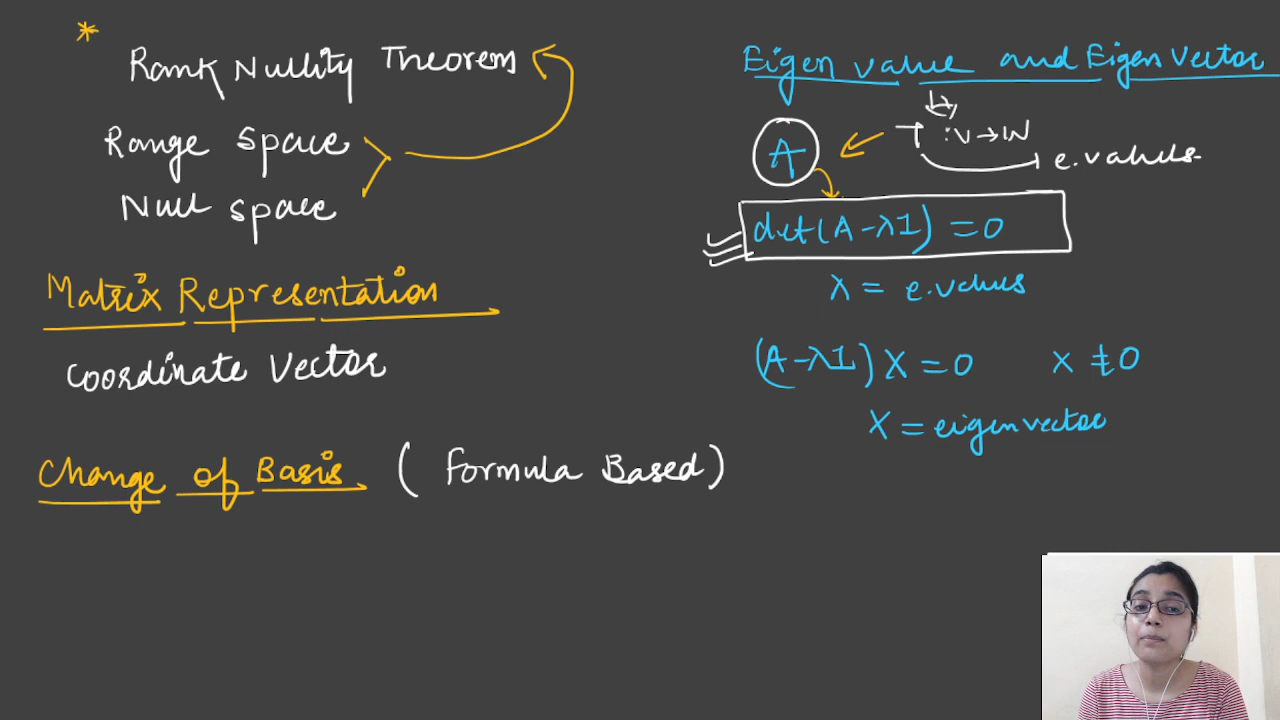 *
Rank Nullity Theorem
Range space
Null space
Matrix Representation
Coordinate Vector
Change of Basis ( Formula Based )
Eigen value and Eigen Vector
A
T : V → W
e.values
det(A-λI) = 0
λ = e.values
(A-λI) X = 0 x ≠ 0
X = eigenvector